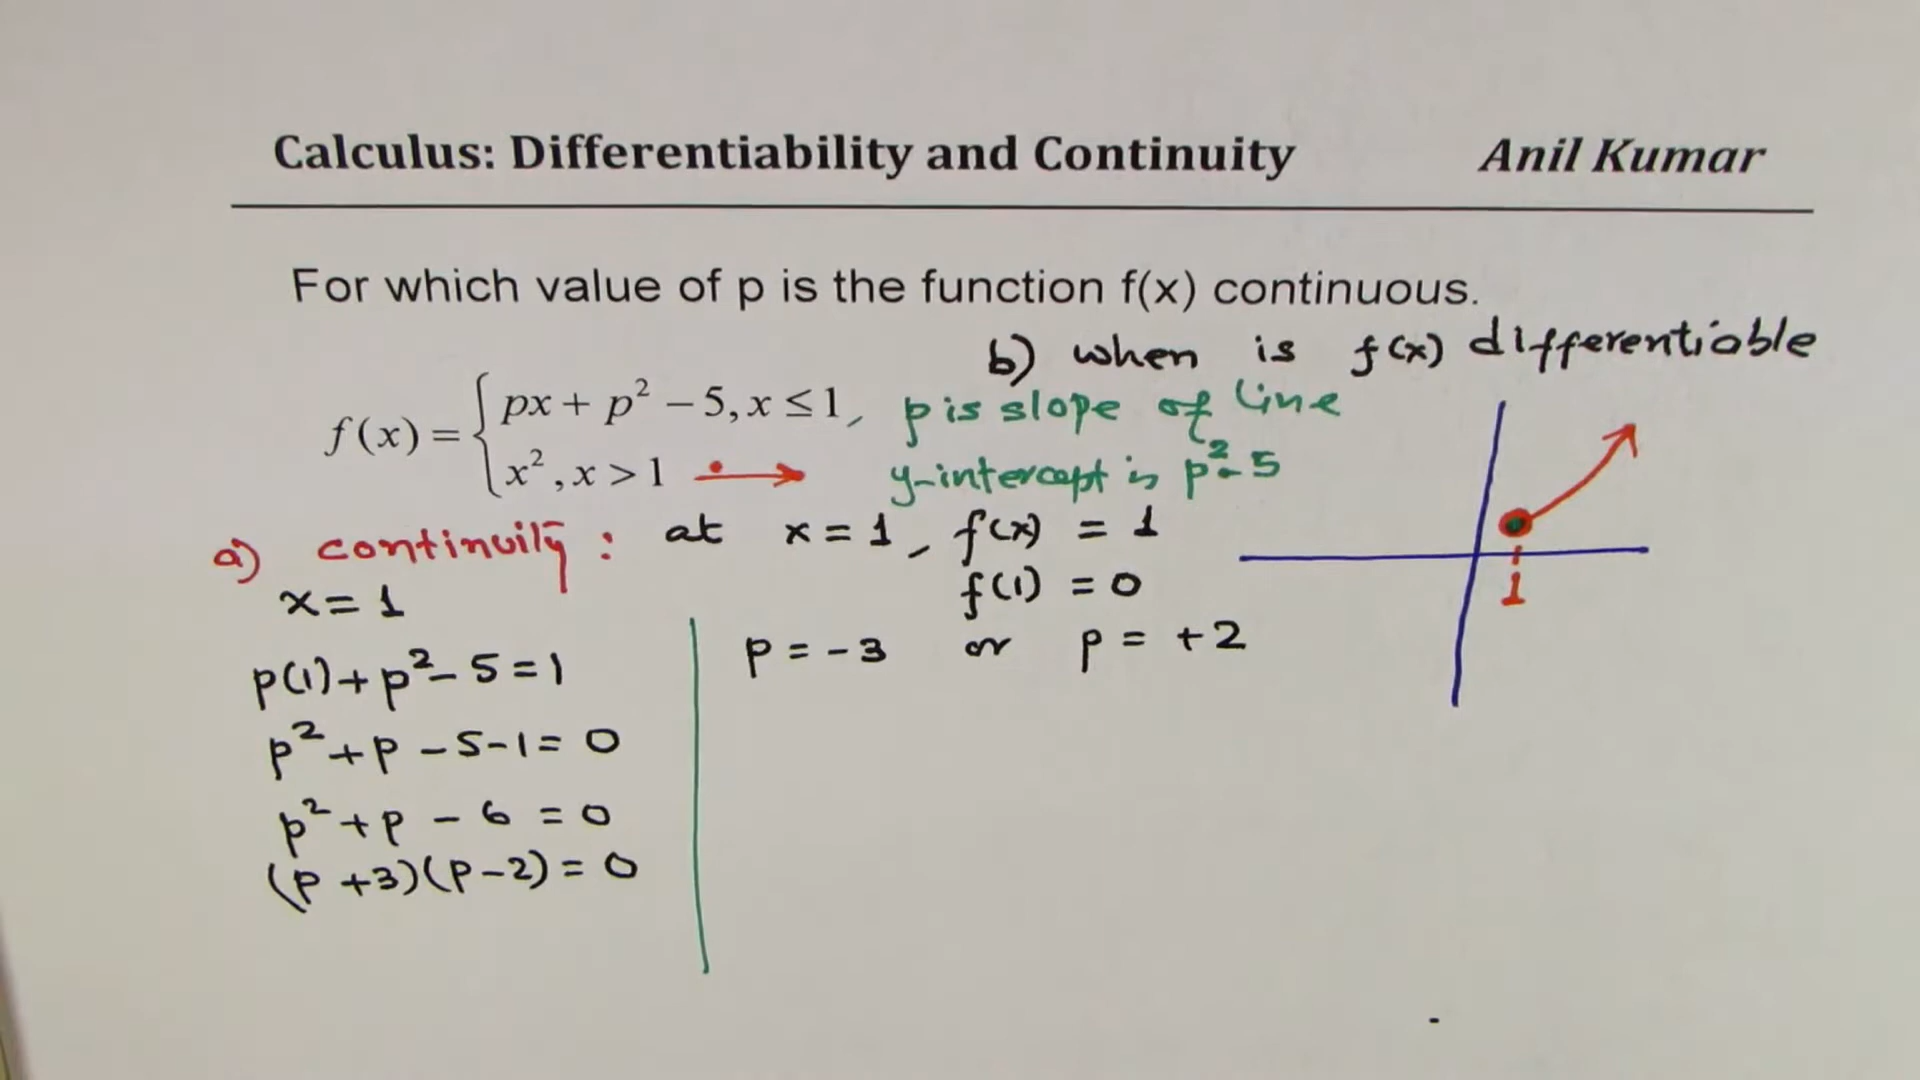 Calculus: Differentiability and Continuity Anil Kumar
For which value of p is the function f(x) continuous.
b) when is f(x) differentiable
f(x) = { px + p² − 5, x ≤ 1, p is slope of line
x², x > 1 y-intercept is p²-5
a) continuity: at x = 1, f(x) = 1
x = 1 f(1) = 0
p(1) + p² - 5 = 1 p = -3 or p = +2
p² + p - 5 - 1 = 0
p² + p - 6 = 0
(p + 3)(p - 2) = 0
1